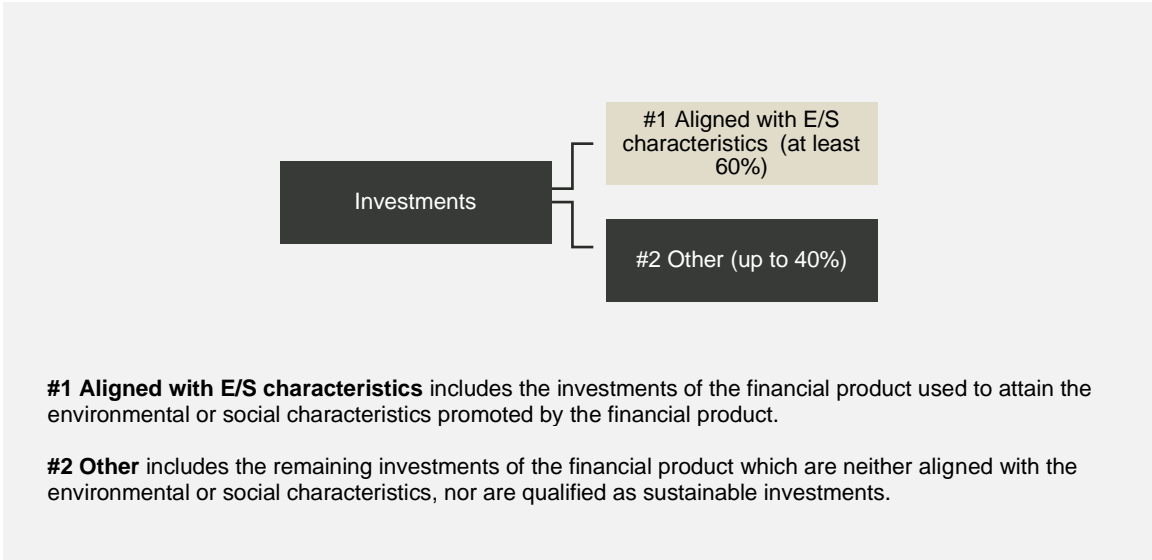 #1 Aligned with E/S
characteristics (at least
60%)
Investments
#2 Other (up to 40%)
#1 Aligned with E/S characteristics includes the investments of the financial product used to attain the
environmental or social characteristics promoted by the financial product.
#2 Other includes the remaining investments of the financial product which are neither aligned with the
environmental or social characteristics, nor are qualified as sustainable investments.